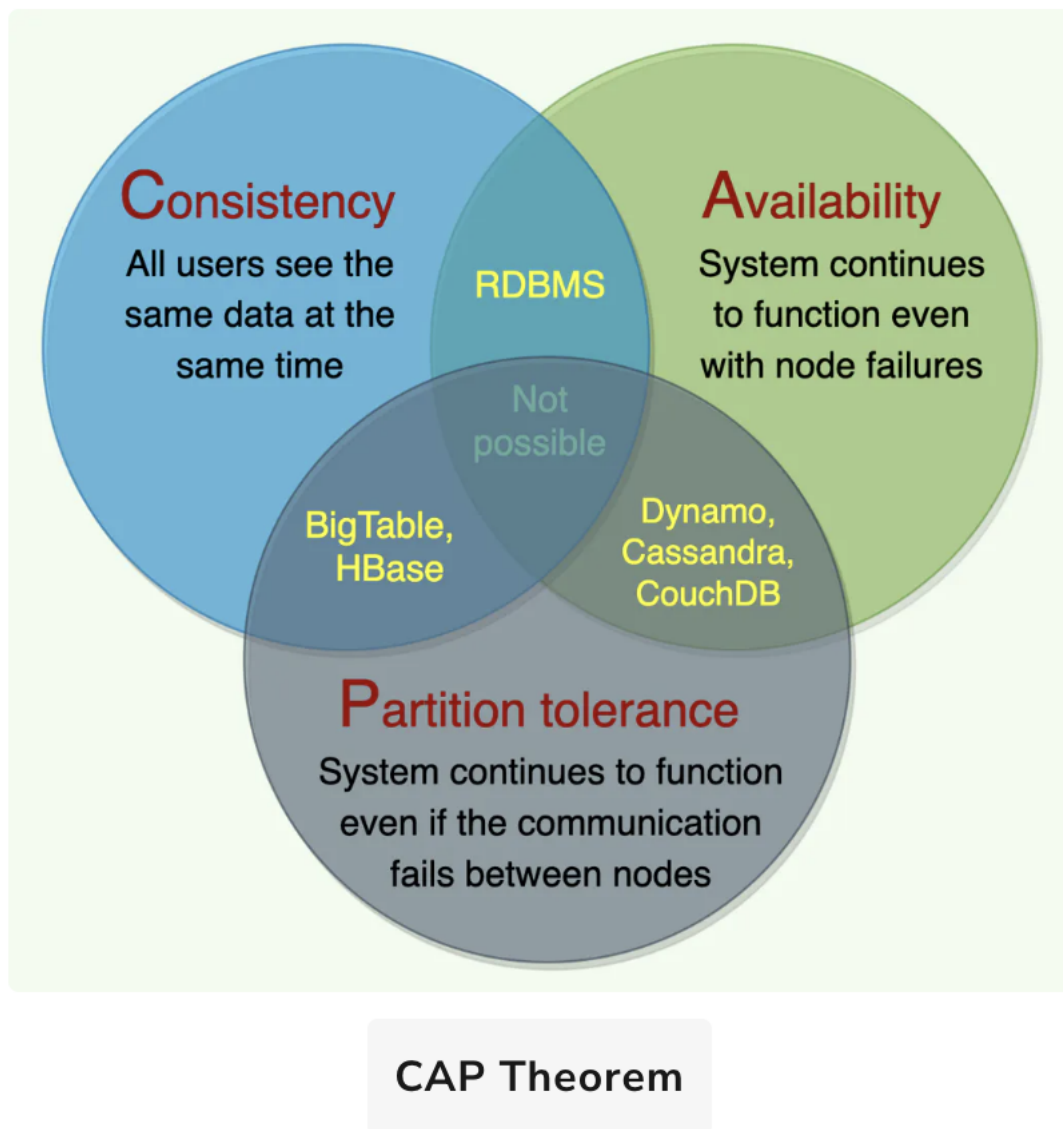 Consistency
All users see the
same data at the
same time
Availability
System continues
to function even
with node failures
RDBMS
Not
possible
BigTable,
HBase
Dynamo,
Cassandra,
CouchDB
Partition tolerance
System continues to function
even if the communication
fails between nodes
CAP Theorem